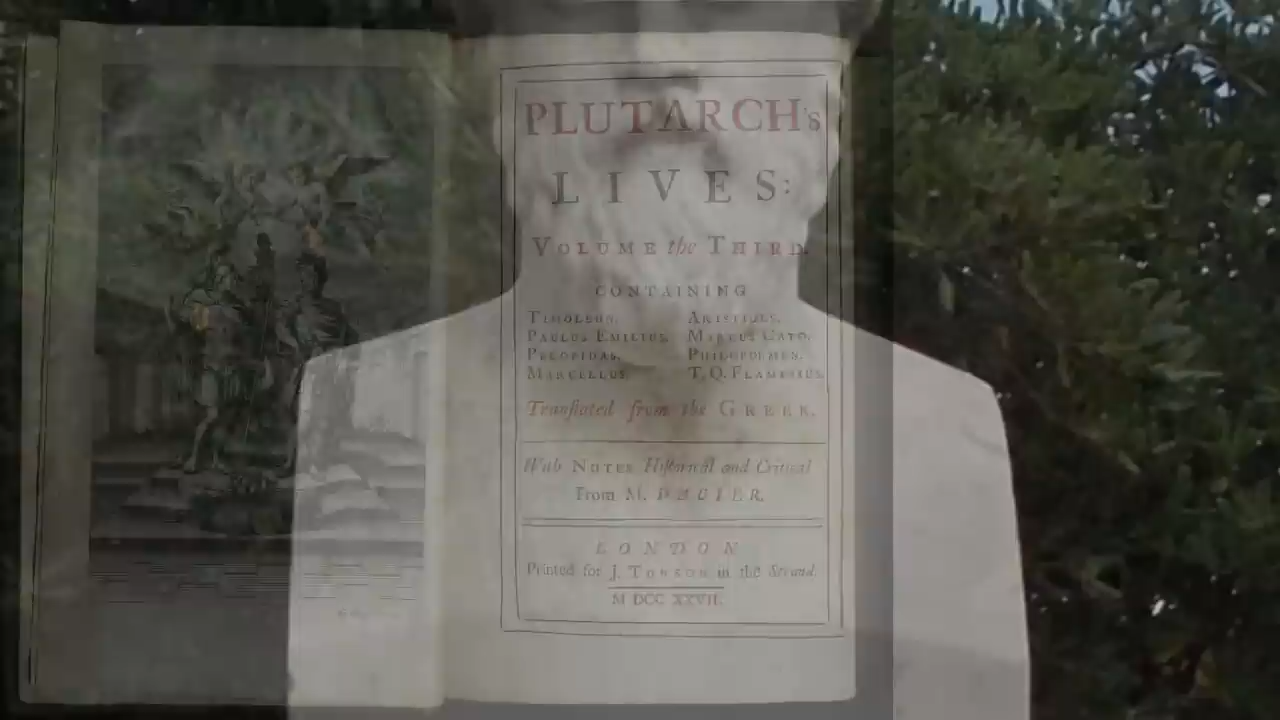 PLUTARCH's
LIVES:
VOLUME the THIRD.
CONTAINING
TIMOLEON. ARISTIDES.
PAULUS EMILIUS. MARCUS CATO.
PELOPIDAS. PHILOPOEMEN.
MARCELLUS. T. Q. FLAMINIUS.
Translated from the GREEK.
With NOTES Historical and Critical
From M. DACIER.
LONDON
Printed for J. TONSON in the Strand.
M DCC XXVII.